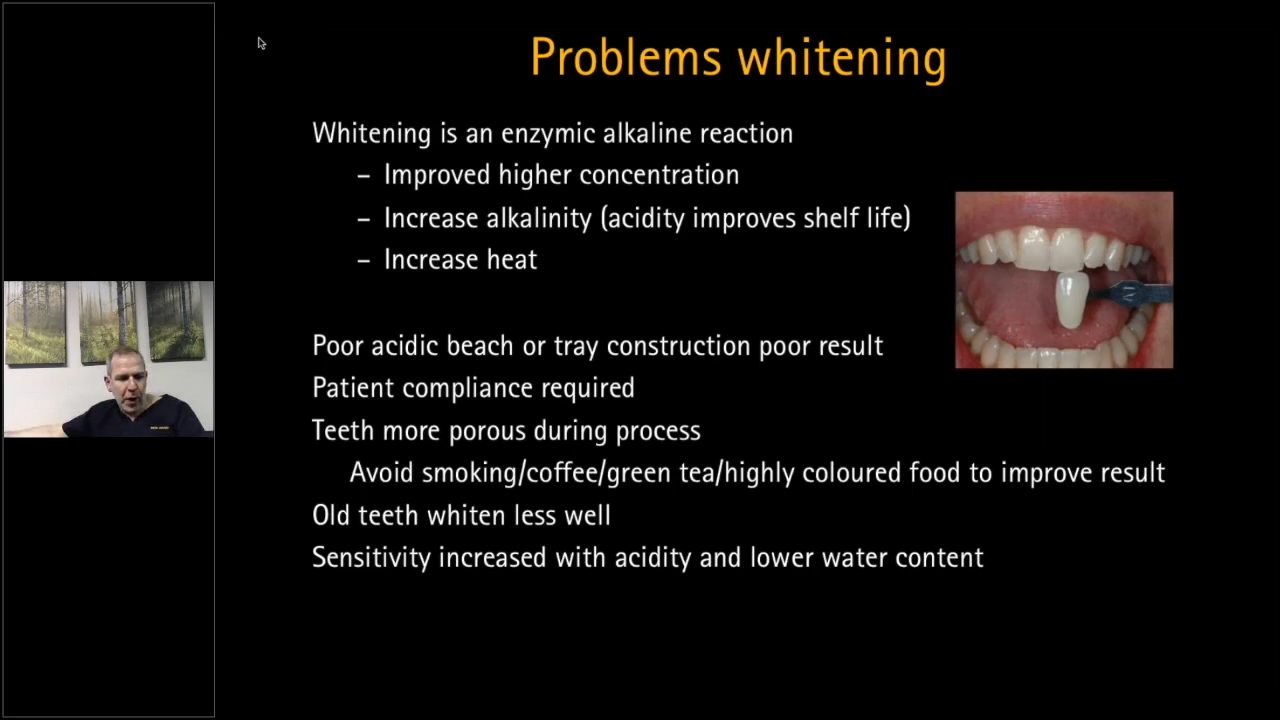 Problems whitening
Whitening is an enzymic alkaline reaction
– Improved higher concentration
– Increase alkalinity (acidity improves shelf life)
– Increase heat
Poor acidic beach or tray construction poor result
Patient compliance required
Teeth more porous during process
Avoid smoking/coffee/green tea/highly coloured food to improve result
Old teeth whiten less well
Sensitivity increased with acidity and lower water content